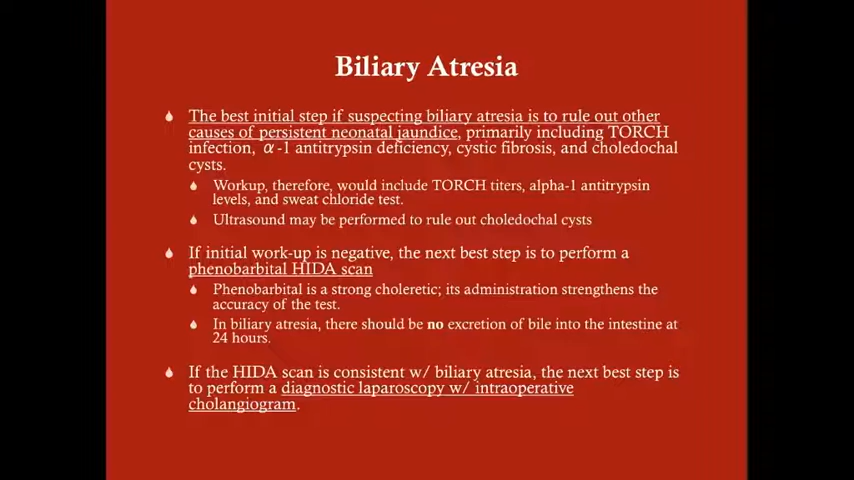 Biliary Atresia
The best initial step if suspecting biliary atresia is to rule out other
causes of persistent neonatal jaundice, primarily including TORCH
infection, α-1 antitrypsin deficiency, cystic fibrosis, and choledochal
cysts.
Workup, therefore, would include TORCH titers, alpha-1 antitrypsin
levels, and sweat chloride test.
Ultrasound may be performed to rule out choledochal cysts
If initial work-up is negative, the next best step is to perform a
phenobarbital HIDA scan
Phenobarbital is a strong choleretic; its administration strengthens the
accuracy of the test.
In biliary atresia, there should be no excretion of bile into the intestine at
24 hours.
If the HIDA scan is consistent w/ biliary atresia, the next best step is
to perform a diagnostic laparoscopy w/ intraoperative
cholangiogram.